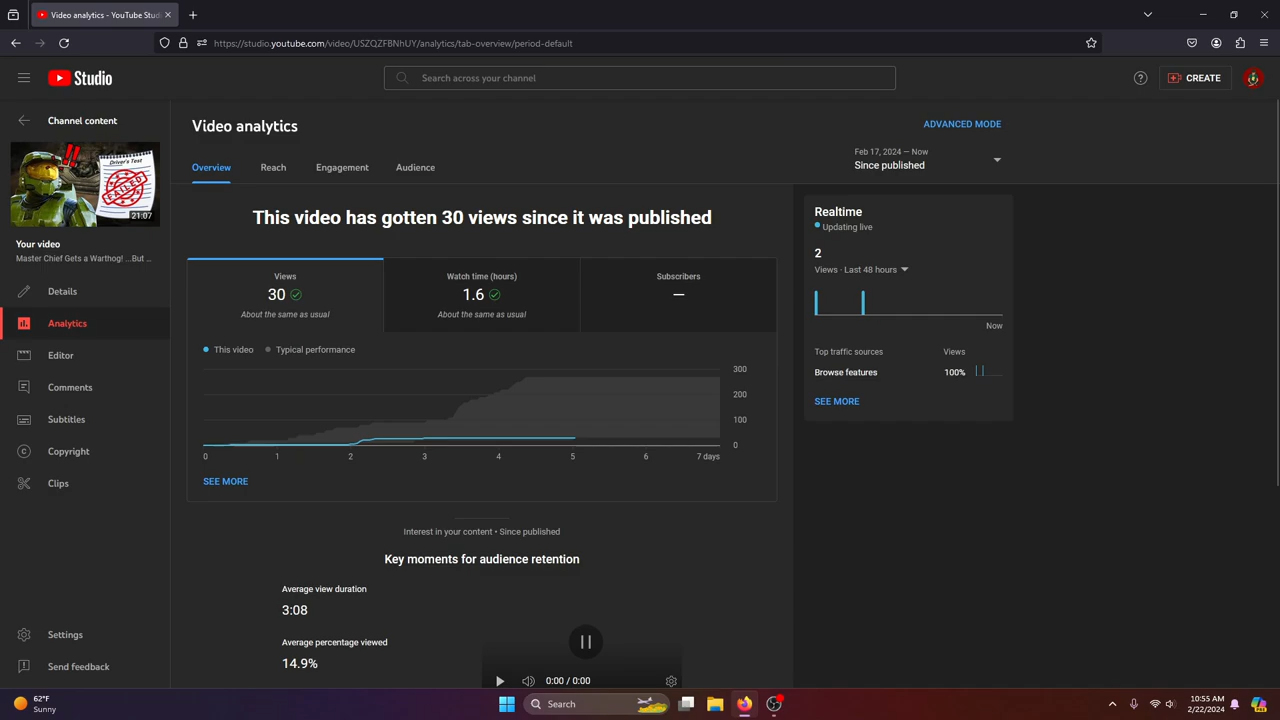 Video analytics - YouTube Stud
https://studio.youtube.com/video/USZQZFBNhUY/analytics/tab-overview/period-default
Studio
Search across your channel
CREATE
Channel content
Driver's Test
FAILED
21:07
Your video
Master Chief Gets a Warthog! ...But ...
Details
Analytics
Editor
Comments
Subtitles
Copyright
Clips
Settings
Send feedback
Video analytics
ADVANCED MODE
Overview
Reach
Engagement
Audience
Feb 17, 2024 — Now
Since published
This video has gotten 30 views since it was published
Views
30
About the same as usual
Watch time (hours)
1.6
About the same as usual
Subscribers
—
This video
Typical performance
300
200
100
0
0 1 2 3 4 5 6 7 days
SEE MORE
Interest in your content • Since published
Key moments for audience retention
Average view duration
3:08
Average percentage viewed
14.9%
0:00 / 0:00
Realtime
Updating live
2
Views · Last 48 hours
Now
Top traffic sources Views
Browse features 100%
SEE MORE
62°F
Sunny
Search
10:55 AM
2/22/2024